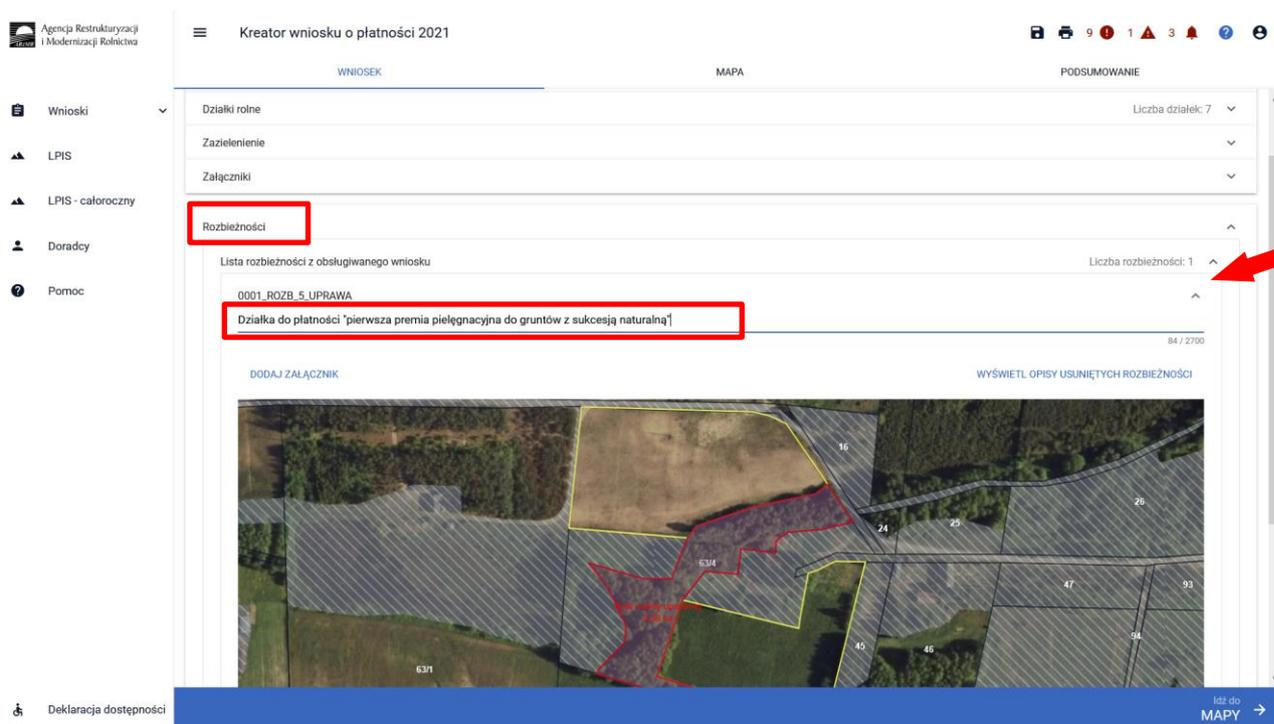 Agencja Restrukturyzacji
i Modernizacji Rolnictwa
Kreator wniosku o płatności 2021
9 1 3
WNIOSEK MAPA PODSUMOWANIE
Wnioski
LPIS
LPIS - całoroczny
Doradcy
Pomoc
Deklaracja dostępności
Działki rolne Liczba działek: 7
Zazielenienie
Załączniki
Rozbieżności
Lista rozbieżności z obsługiwanego wniosku Liczba rozbieżności: 1
0001_ROZB_5_UPRAWA
Działka do płatności "pierwsza premia pielęgnacyjna do gruntów z sukcesją naturalną"
84 / 2700
DODAJ ZAŁĄCZNIK WYŚWIETL OPISY USUNIĘTYCH ROZBIEŻNOŚCI
16
26
25
24
63/4
47
93
94
45
46
63/1
Idź do
MAPY